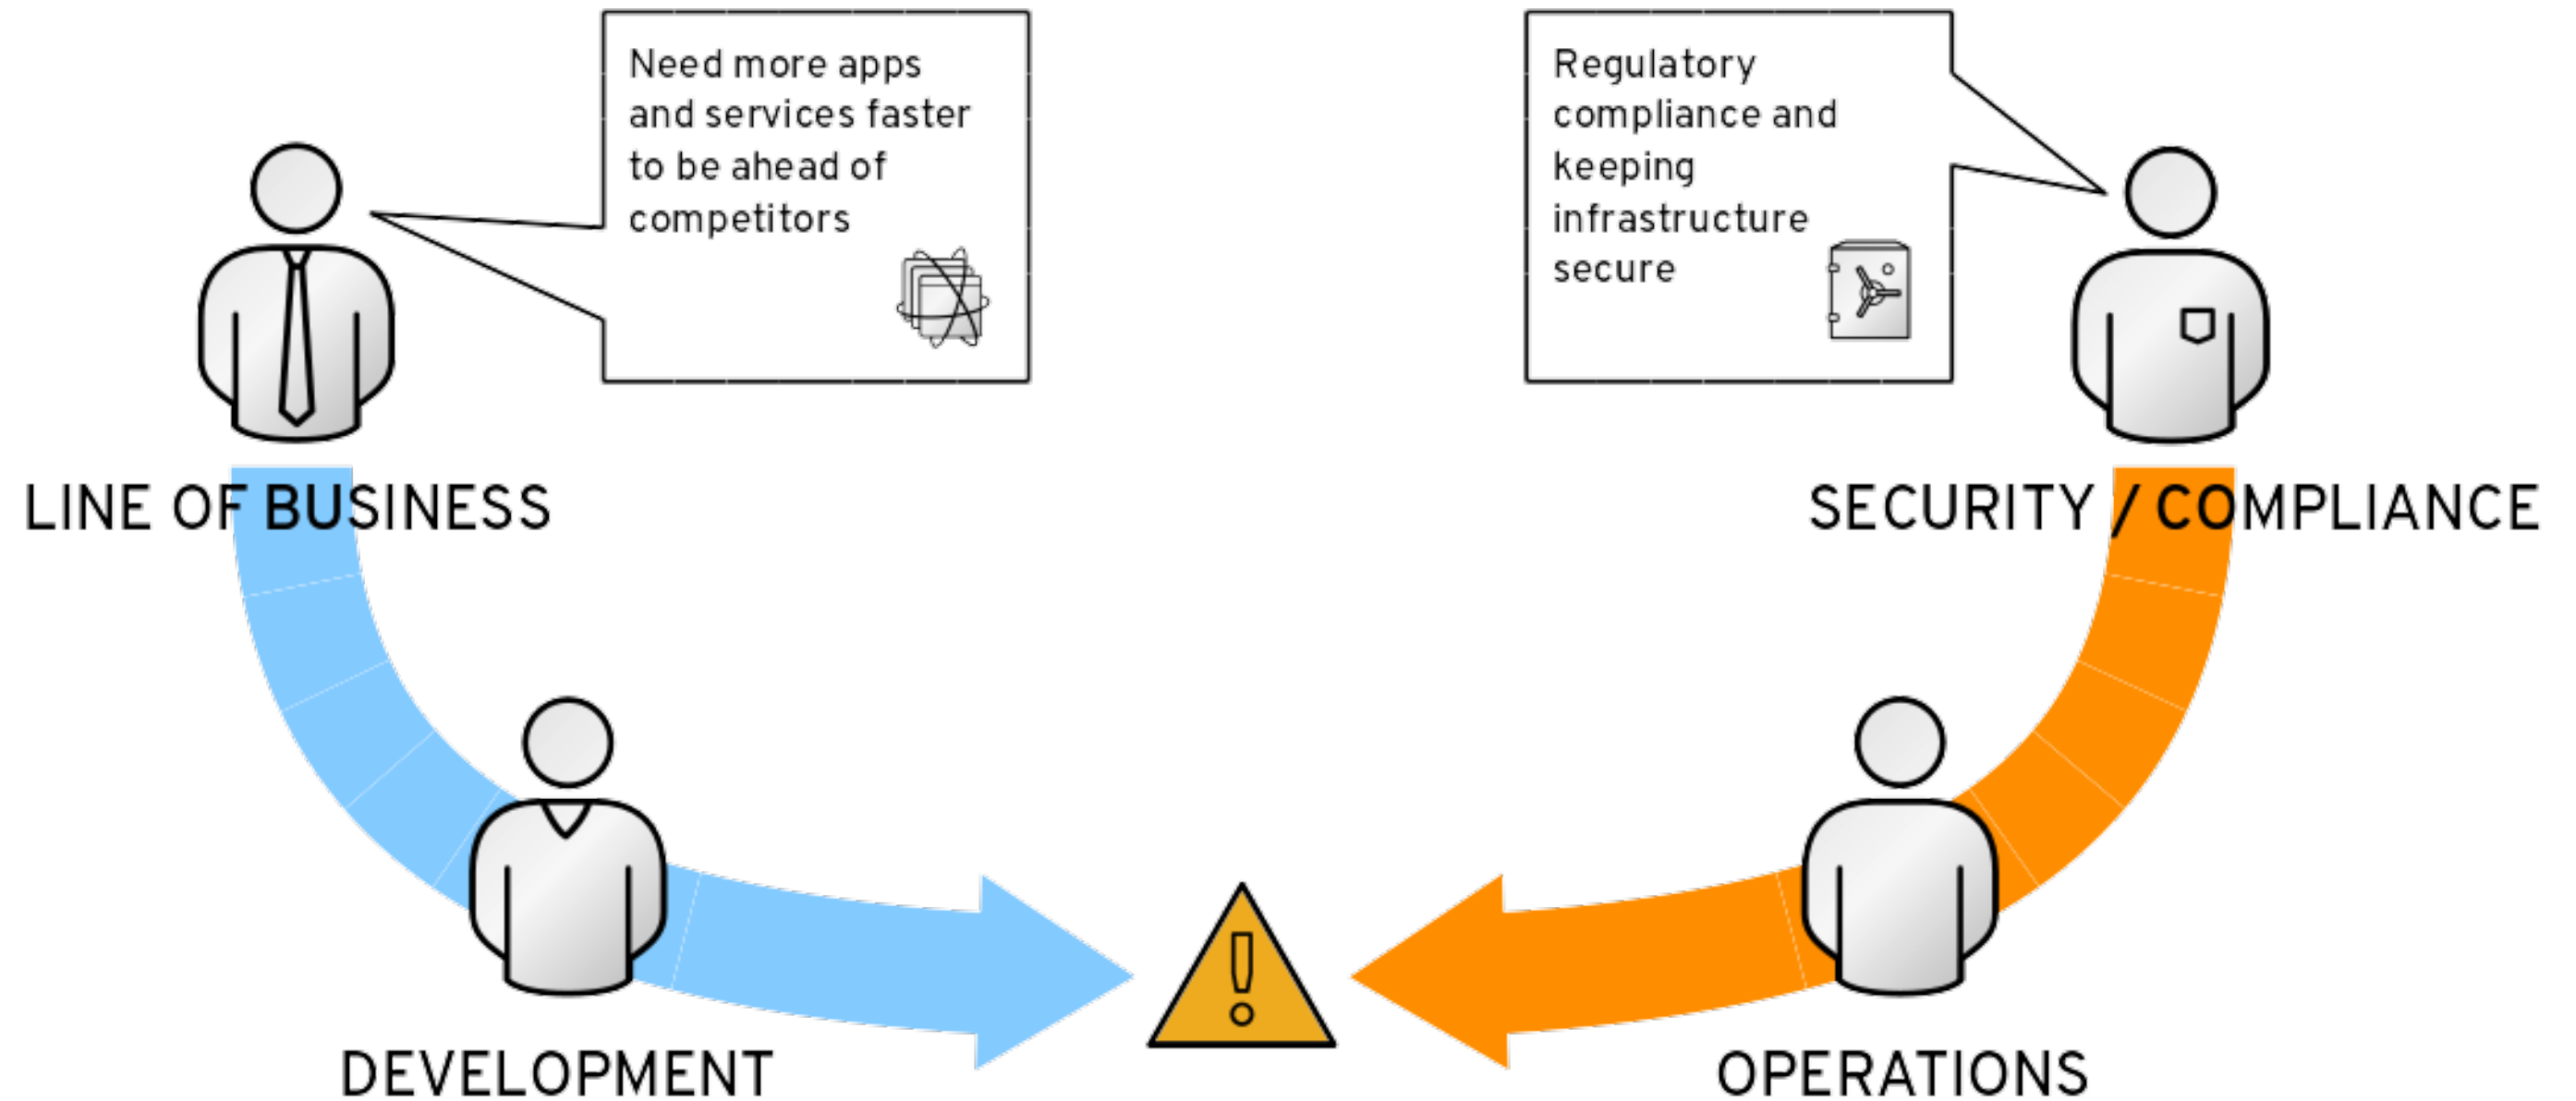 Need more apps
and services faster
to be ahead of
competitors
Regulatory
compliance and
keeping
infrastructure
secure
LINE OF BUSINESS
SECURITY / COMPLIANCE
DEVELOPMENT
OPERATIONS